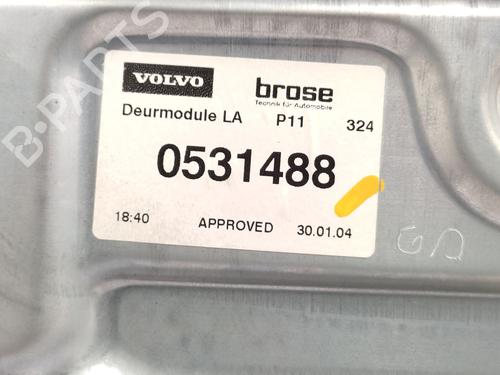 B-PARTS
VOLVO brose
Technik für Automobile
Deurmodule LA P11 324
0531488
18:40 APPROVED 30.01.04